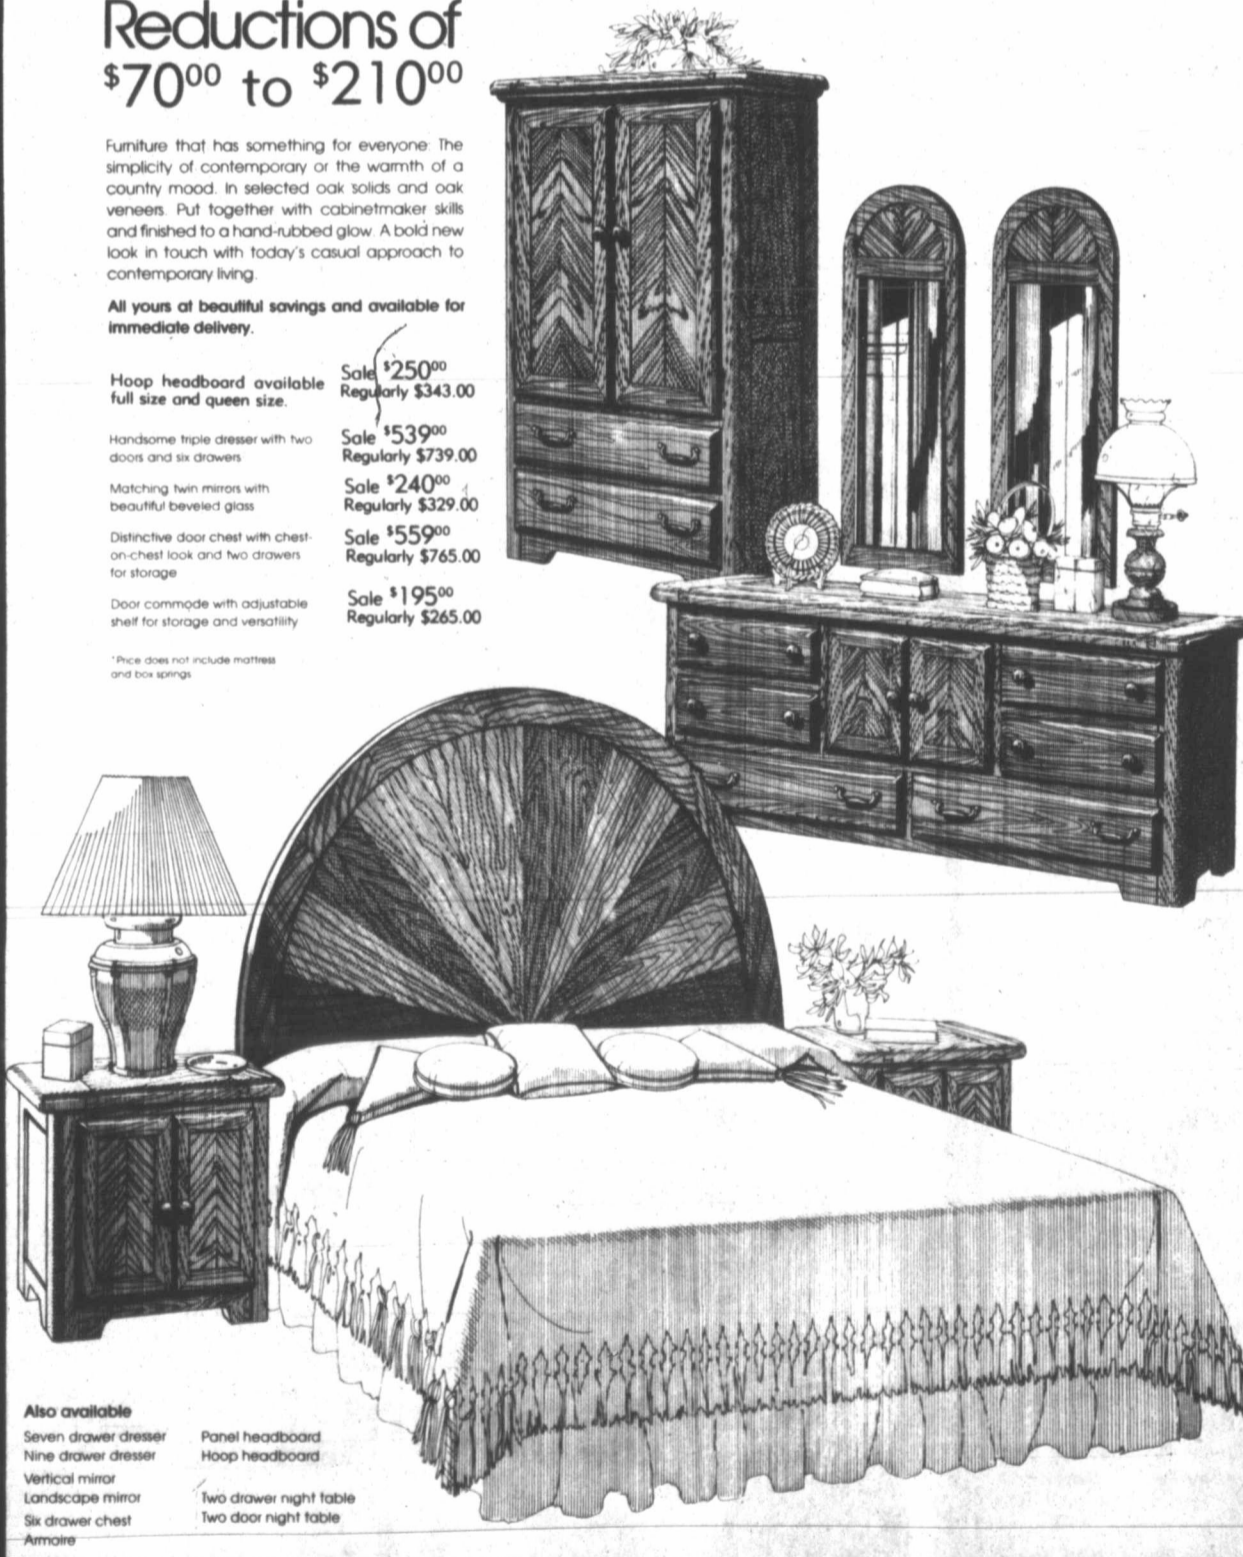 Reductions of
$70⁰⁰ to $210⁰⁰
Furniture that has something for everyone: The
simplicity of contemporary or the warmth of a
country mood. In selected oak solids and oak
veneers. Put together with cabinetmaker skills
and finished to a hand-rubbed glow. A bold new
look in touch with today's casual approach to
contemporary living.
All yours at beautiful savings and available for
immediate delivery.
Hoop headboard available
full size and queen size.
Sale $250⁰⁰
Regularly $343.00
Handsome triple dresser with two
doors and six drawers
Sale $539⁰⁰
Regularly $739.00
Matching twin mirrors with
beautiful beveled glass
Sale $240⁰⁰
Regularly $329.00
Distinctive door chest with chest-
on-chest look and two drawers
for storage
Sale $559⁰⁰
Regularly $765.00
Door commode with adjustable
shelf for storage and versatility
Sale $195⁰⁰
Regularly $265.00
*Price does not include mattress
and box springs
Also available
Seven drawer dresser
Nine drawer dresser
Vertical mirror
Landscape mirror
Six drawer chest
Armoire
Panel headboard
Hoop headboard
Two drawer night table
Two door night table